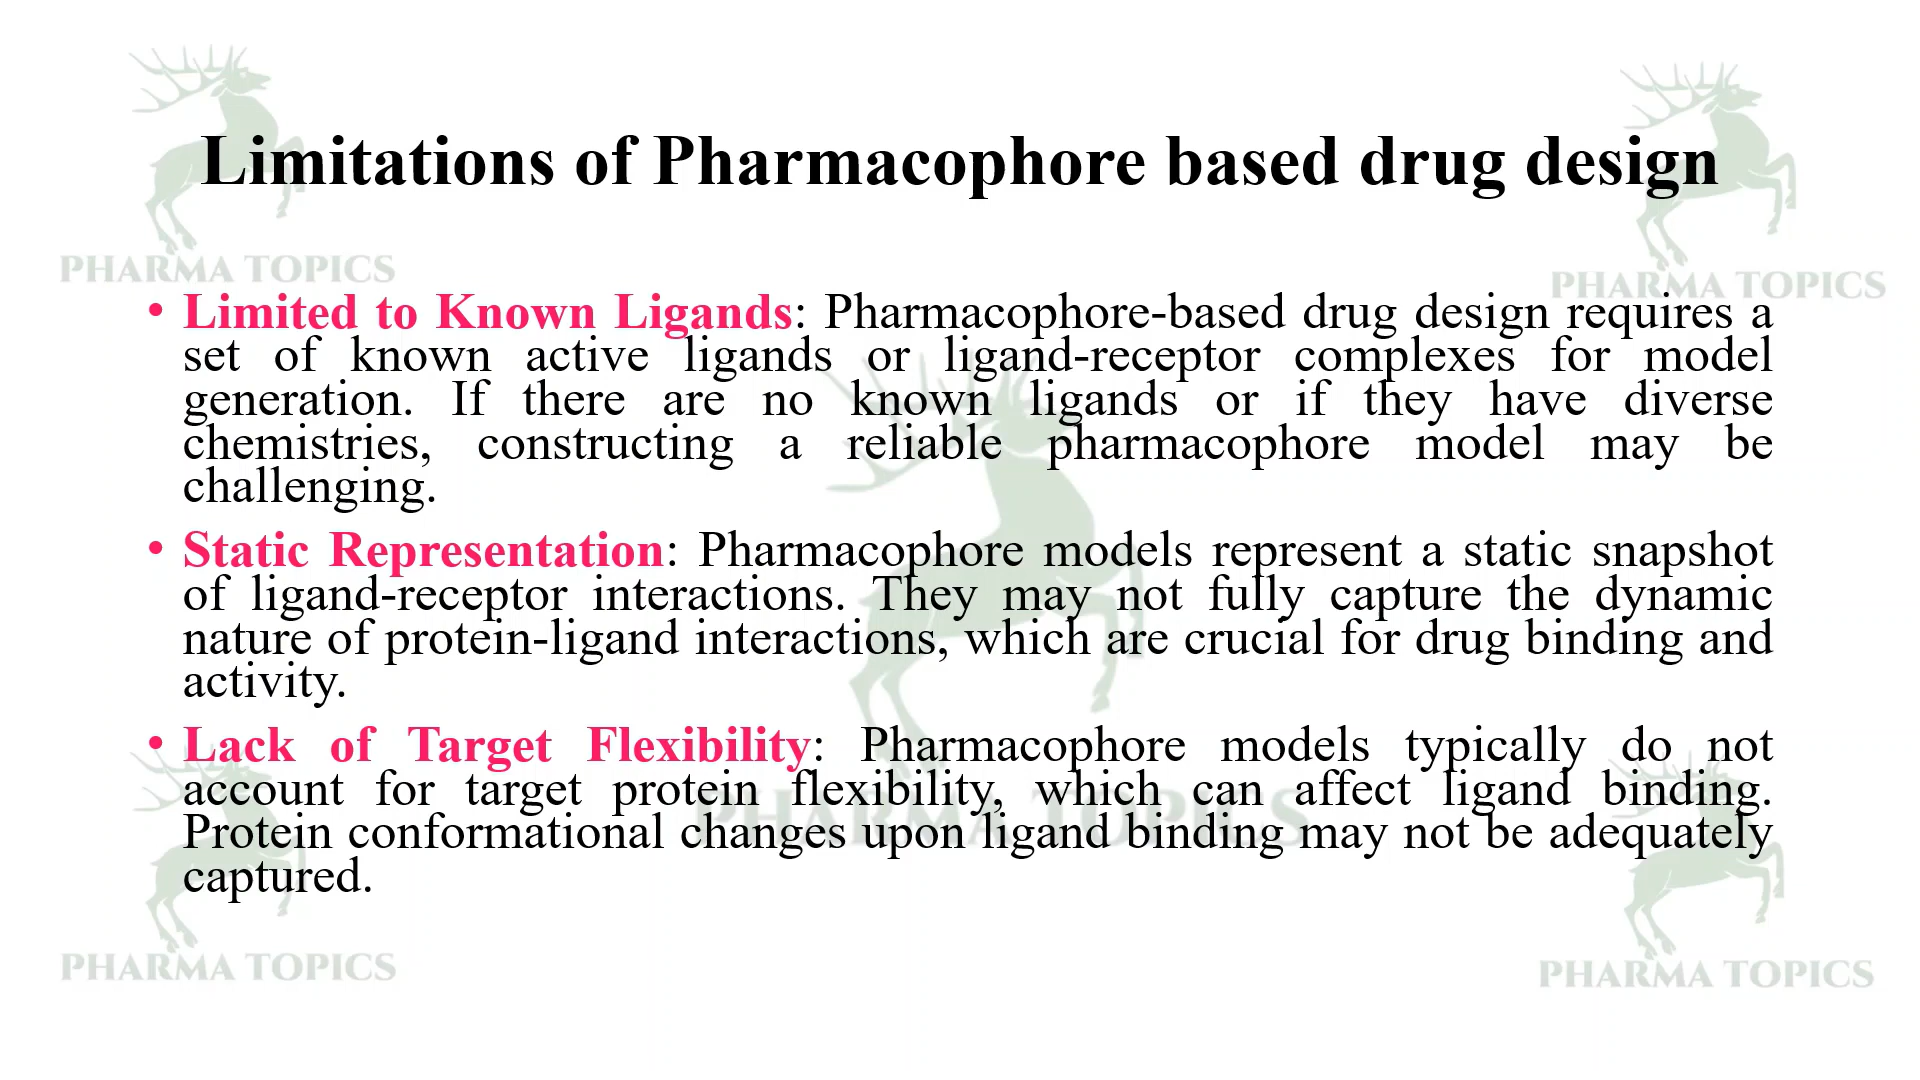 Limitations of Pharmacophore based drug design
PHARMA TOPICS
PHARMA TOPICS
• Limited to Known Ligands: Pharmacophore-based drug design requires a
set of known active ligands or ligand-receptor complexes for model
generation. If there are no known ligands or if they have diverse
chemistries, constructing a reliable pharmacophore model may be
challenging.
• Static Representation: Pharmacophore models represent a static snapshot
of ligand-receptor interactions. They may not fully capture the dynamic
nature of protein-ligand interactions, which are crucial for drug binding and
activity.
• Lack of Target Flexibility: Pharmacophore models typically do not
account for target protein flexibility, which can affect ligand binding.
PHARMA TOPICS
Protein conformational changes upon ligand binding may not be adequately
captured.
PHARMA TOPICS
PHARMA TOPICS